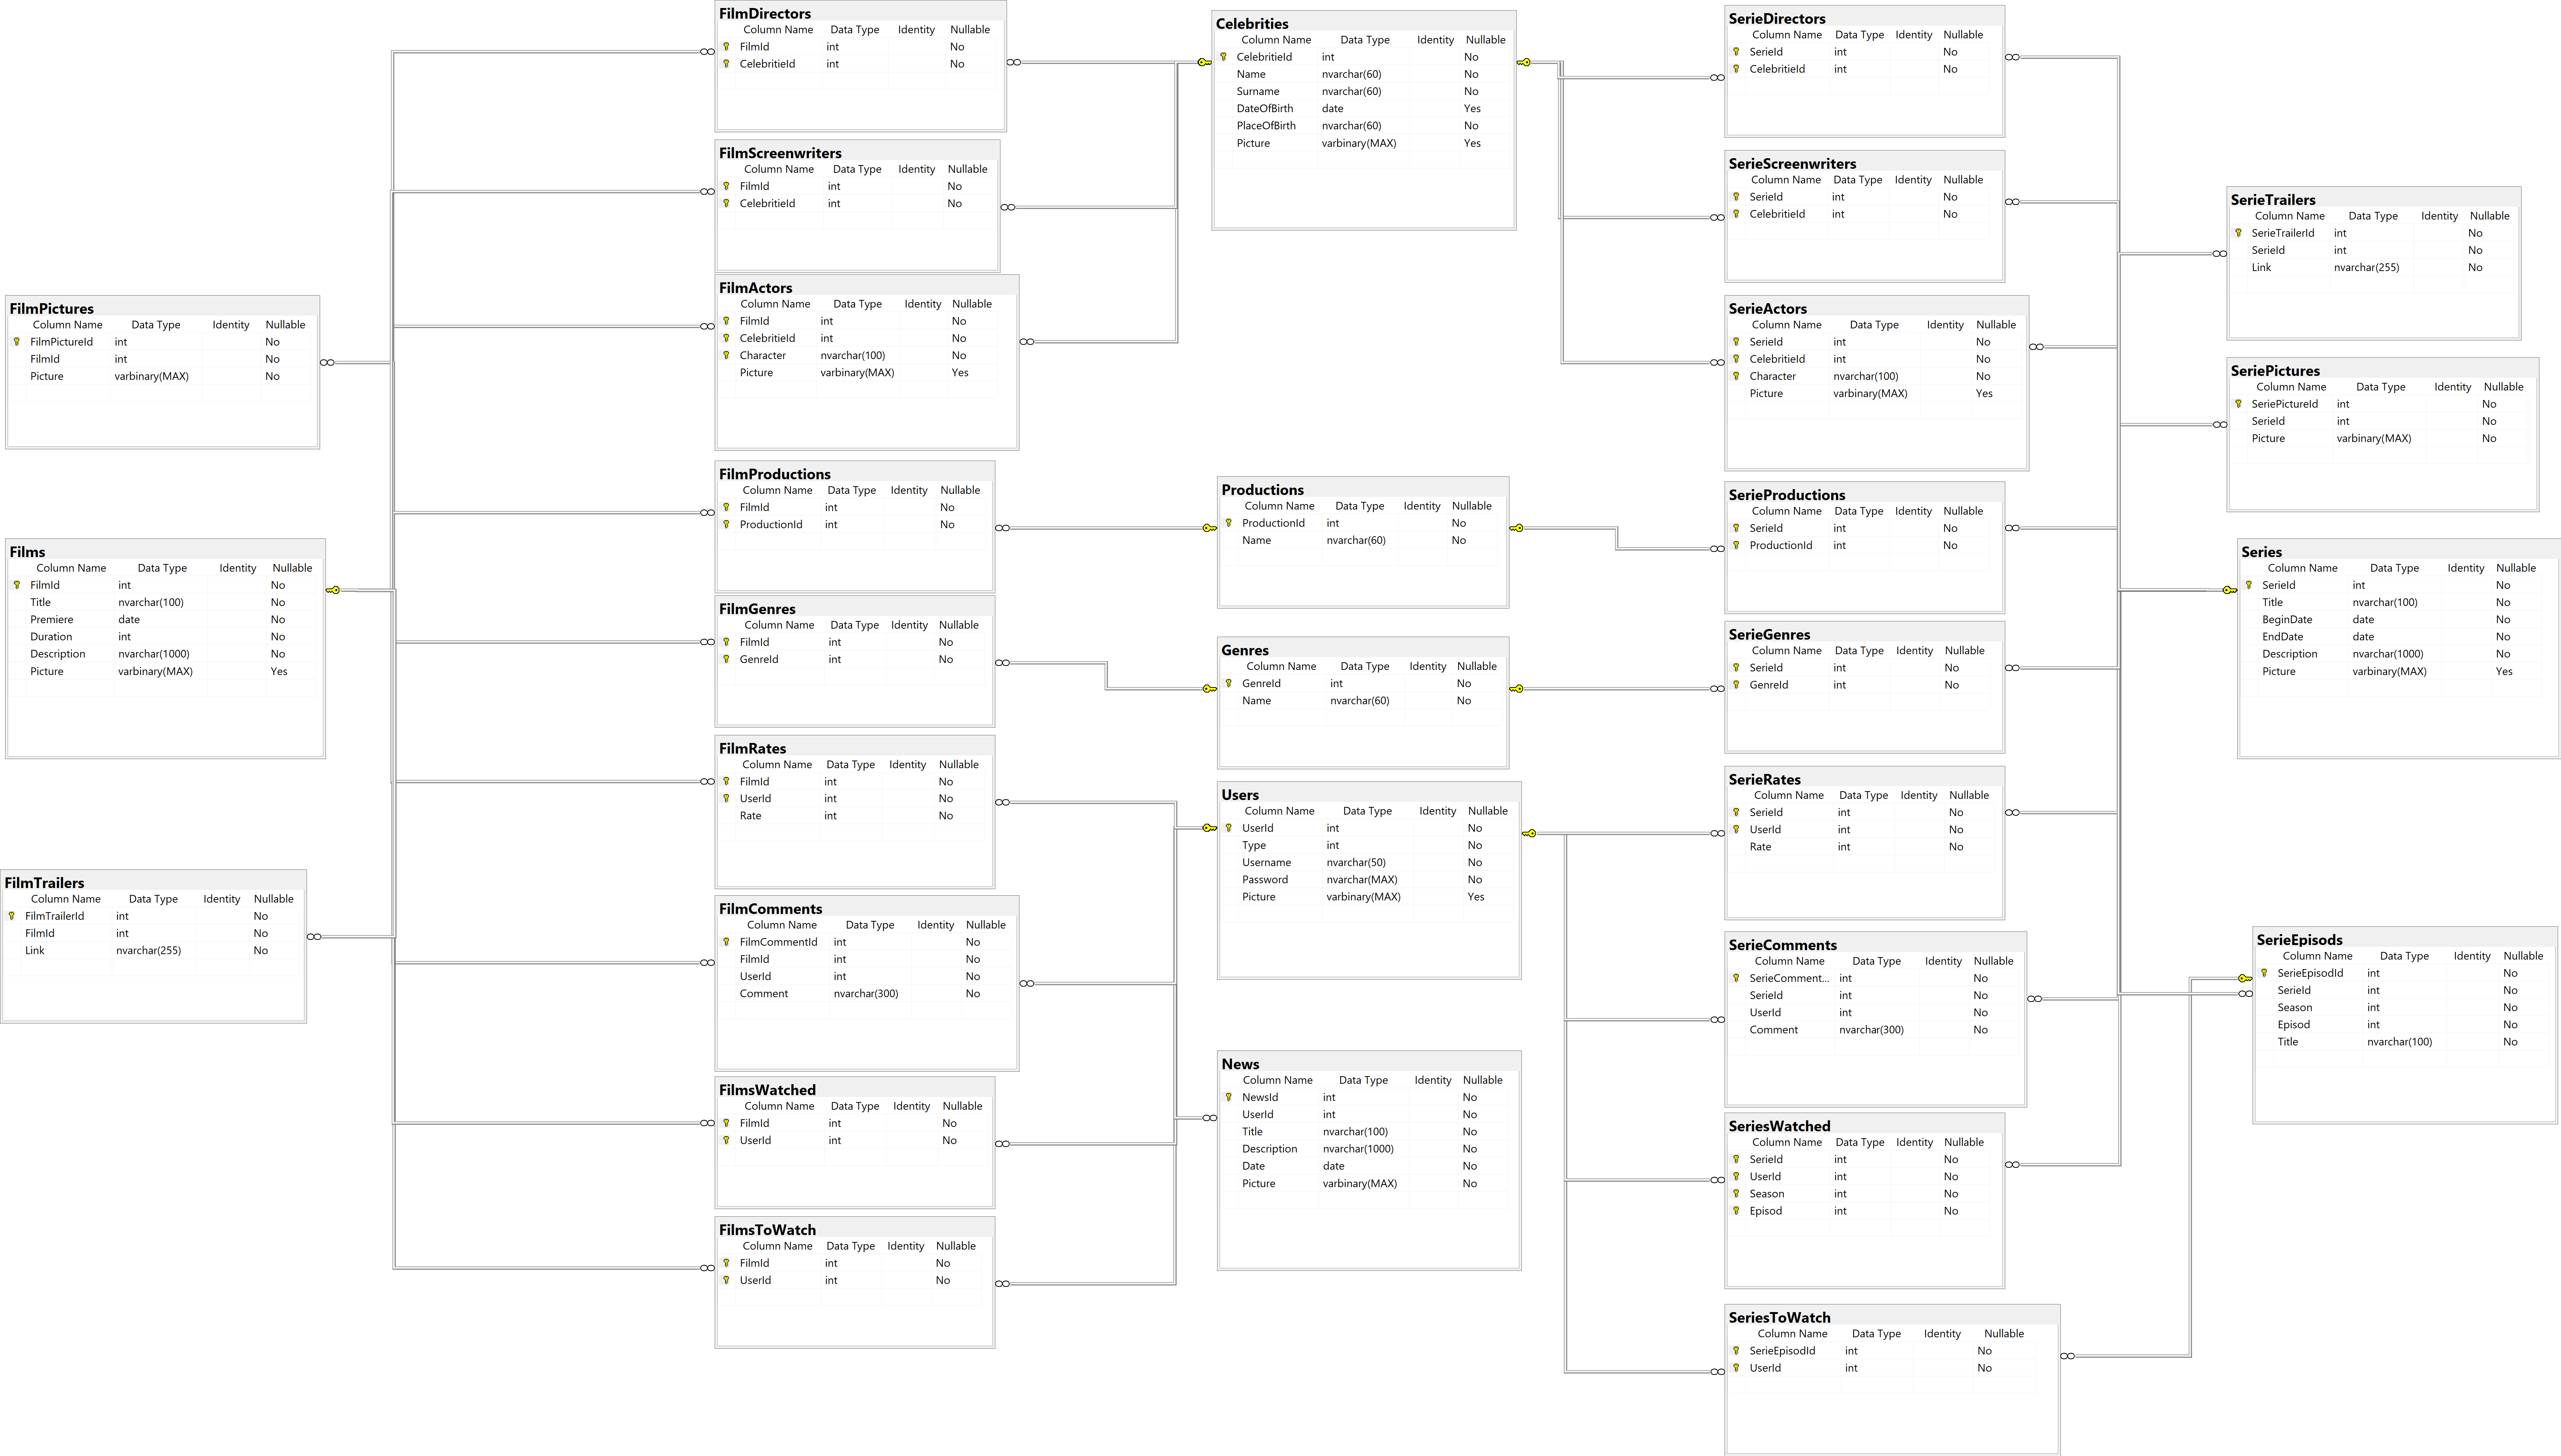 FilmDirectors
Column Name Data Type Identity Nullable
FilmId int No
CelebritieId int No
FilmScreenwriters
Column Name Data Type Identity Nullable
FilmId int No
CelebritieId int No
FilmActors
Column Name Data Type Identity Nullable
FilmId int No
CelebritieId int No
Character nvarchar(100) No
Picture varbinary(MAX) Yes
FilmPictures
Column Name Data Type Identity Nullable
FilmPictureId int No
FilmId int No
Picture varbinary(MAX) No
Films
Column Name Data Type Identity Nullable
FilmId int No
Title nvarchar(100) No
Premiere date No
Duration int No
Description nvarchar(1000) No
Picture varbinary(MAX) Yes
FilmTrailers
Column Name Data Type Identity Nullable
FilmTrailerId int No
FilmId int No
Link nvarchar(255) No
FilmProductions
Column Name Data Type Identity Nullable
FilmId int No
ProductionId int No
FilmGenres
Column Name Data Type Identity Nullable
FilmId int No
GenreId int No
FilmRates
Column Name Data Type Identity Nullable
FilmId int No
UserId int No
Rate int No
FilmComments
Column Name Data Type Identity Nullable
FilmCommentId int No
FilmId int No
UserId int No
Comment nvarchar(300) No
FilmsWatched
Column Name Data Type Identity Nullable
FilmId int No
UserId int No
FilmsToWatch
Column Name Data Type Identity Nullable
FilmId int No
UserId int No
Celebrities
Column Name Data Type Identity Nullable
CelebritieId int No
Name nvarchar(60) No
Surname nvarchar(60) No
DateOfBirth date Yes
PlaceOfBirth nvarchar(60) No
Picture varbinary(MAX) Yes
Productions
Column Name Data Type Identity Nullable
ProductionId int No
Name nvarchar(60) No
Genres
Column Name Data Type Identity Nullable
GenreId int No
Name nvarchar(60) No
Users
Column Name Data Type Identity Nullable
UserId int No
Type int No
Username nvarchar(50) No
Password nvarchar(MAX) No
Picture varbinary(MAX) Yes
News
Column Name Data Type Identity Nullable
NewsId int No
UserId int No
Title nvarchar(100) No
Description nvarchar(1000) No
Date date No
Picture varbinary(MAX) No
SerieDirectors
Column Name Data Type Identity Nullable
SerieId int No
CelebritieId int No
SerieScreenwriters
Column Name Data Type Identity Nullable
SerieId int No
CelebritieId int No
SerieActors
Column Name Data Type Identity Nullable
SerieId int No
CelebritieId int No
Character nvarchar(100) No
Picture varbinary(MAX) Yes
SerieProductions
Column Name Data Type Identity Nullable
SerieId int No
ProductionId int No
SerieGenres
Column Name Data Type Identity Nullable
SerieId int No
GenreId int No
SerieRates
Column Name Data Type Identity Nullable
SerieId int No
UserId int No
Rate int No
SerieComments
Column Name Data Type Identity Nullable
SerieComment... int No
SerieId int No
UserId int No
Comment nvarchar(300) No
SeriesWatched
Column Name Data Type Identity Nullable
SerieId int No
UserId int No
Season int No
Episod int No
SeriesToWatch
Column Name Data Type Identity Nullable
SerieEpisodId int No
UserId int No
SerieTrailers
Column Name Data Type Identity Nullable
SerieTrailerId int No
SerieId int No
Link nvarchar(255) No
SeriePictures
Column Name Data Type Identity Nullable
SeriePictureId int No
SerieId int No
Picture varbinary(MAX) No
Series
Column Name Data Type Identity Nullable
SerieId int No
Title nvarchar(100) No
BeginDate date No
EndDate date No
Description nvarchar(1000) No
Picture varbinary(MAX) Yes
SerieEpisods
Column Name Data Type Identity Nullable
SerieEpisodId int No
SerieId int No
Season int No
Episod int No
Title nvarchar(100) No